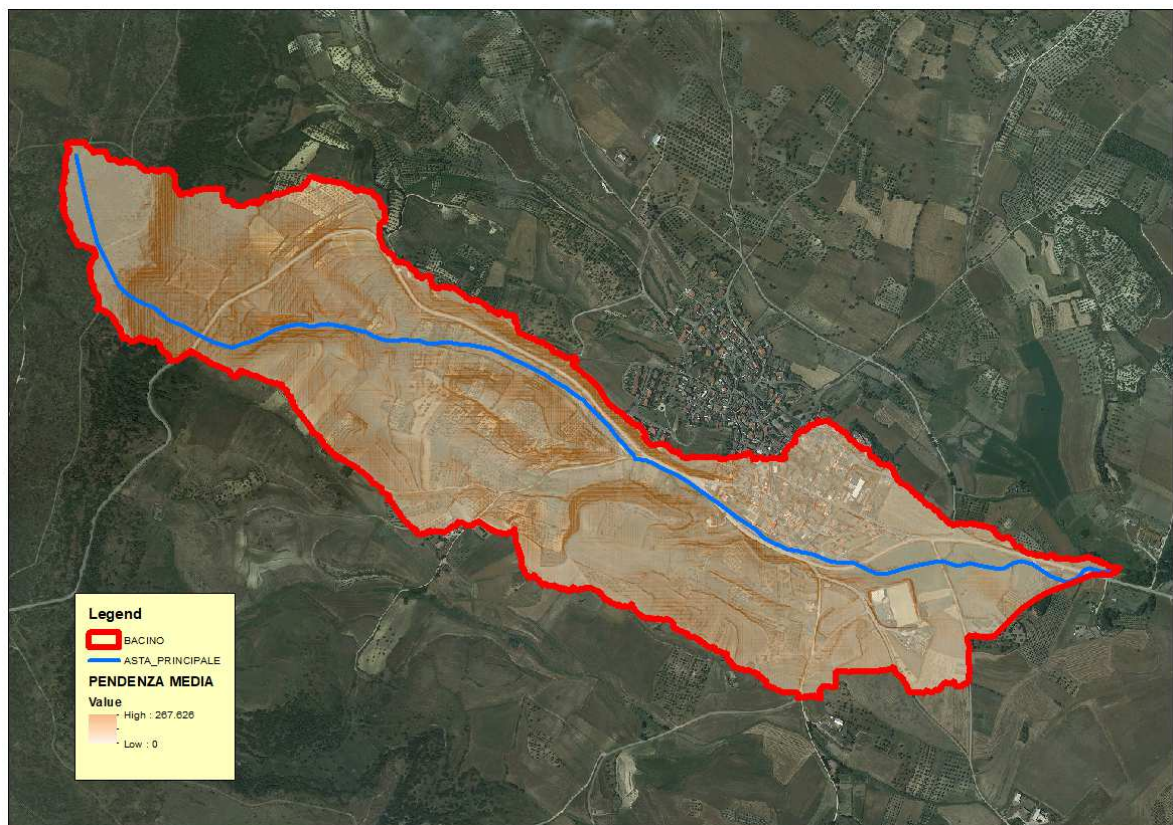 Legend
BACINO
ASTA_PRINCIPALE
PENDENZA MEDIA
Value
High : 267.626
Low : 0